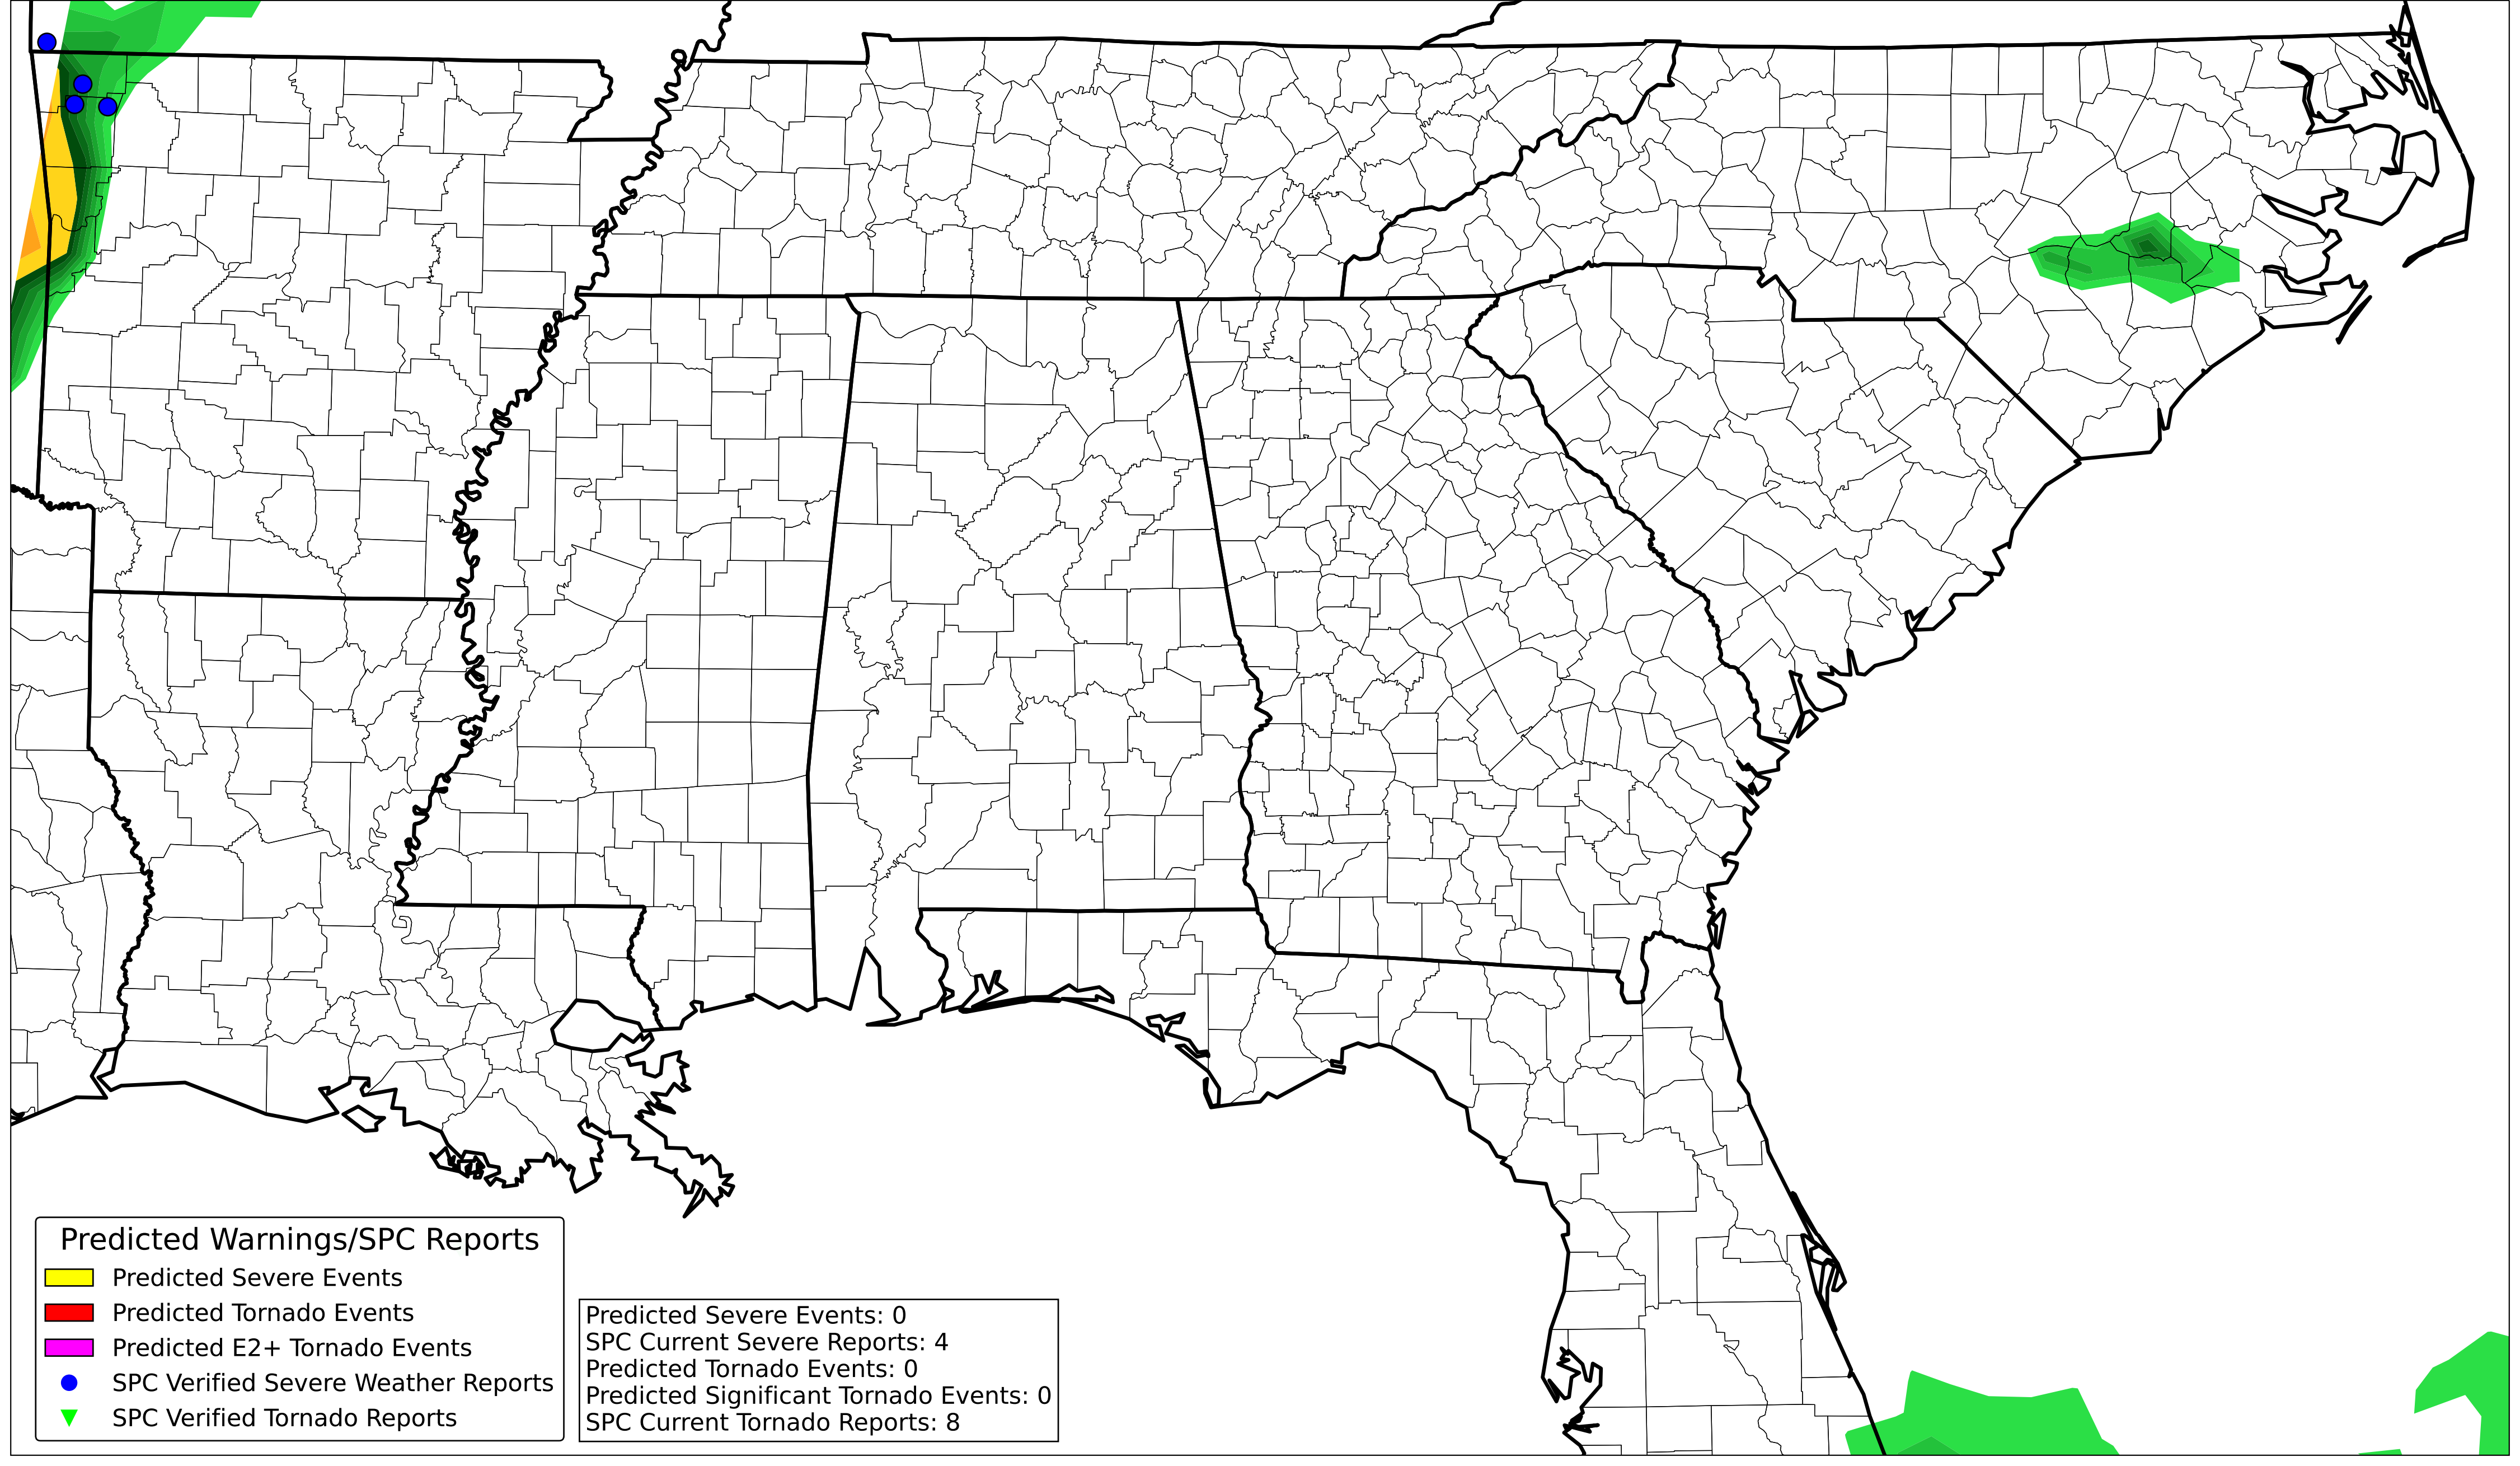 Predicted Warnings/SPC Reports
Predicted Severe Events
Predicted Tornado Events
Predicted E2+ Tornado Events
SPC Verified Severe Weather Reports
SPC Verified Tornado Reports
Predicted Severe Events: 0
SPC Current Severe Reports: 4
Predicted Tornado Events: 0
Predicted Significant Tornado Events: 0
SPC Current Tornado Reports: 8